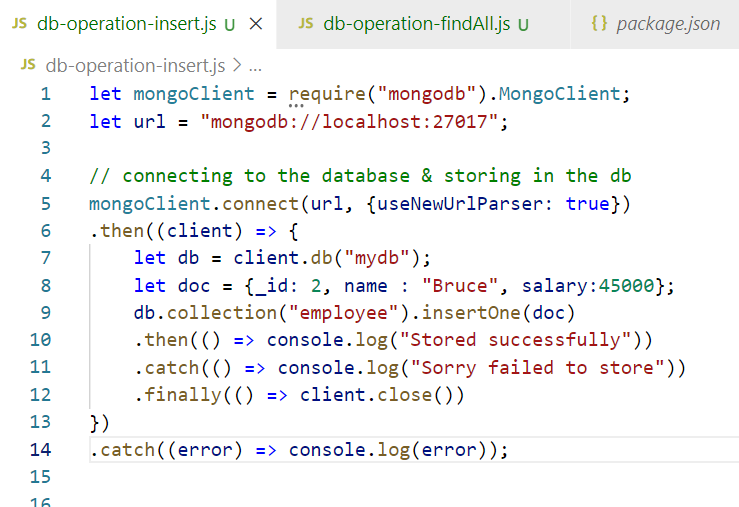 JS db-operation-insert.js U × JS db-operation-findAll.js U {} package.json
JS db-operation-insert.js > ...
1 let mongoClient = require("mongodb").MongoClient;
2 let url = "mongodb://localhost:27017";
3
4 // connecting to the database & storing in the db
5 mongoClient.connect(url, {useNewUrlParser: true})
6 .then((client) => {
7     let db = client.db("mydb");
8     let doc = {_id: 2, name : "Bruce", salary:45000};
9     db.collection("employee").insertOne(doc)
10     .then(() => console.log("Stored successfully"))
11     .catch(() => console.log("Sorry failed to store"))
12     .finally(() => client.close())
13 })
14 .catch((error) => console.log(error));
15
16